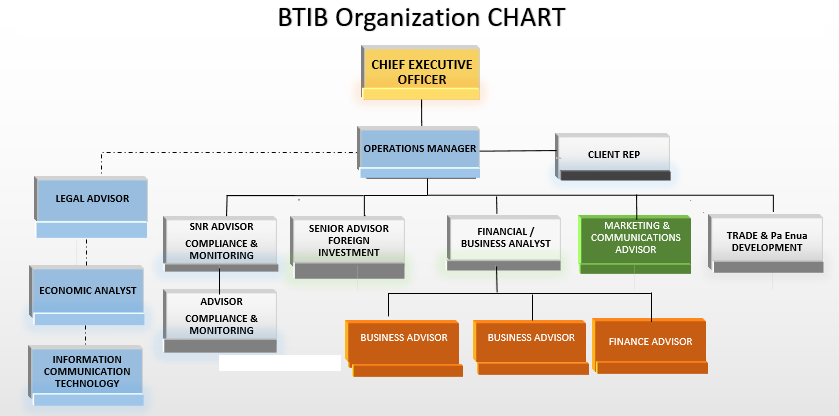 BTIB Organization CHART
CHIEF EXECUTIVE
OFFICER
OPERATIONS MANAGER
CLIENT REP
LEGAL ADVISOR
SNR ADVISOR
COMPLIANCE &
MONITORING
SENIOR ADVISOR
FOREIGN
INVESTMENT
FINANCIAL /
BUSINESS ANALYST
MARKETING &
COMMUNICATIONS
ADVISOR
TRADE & Pa Enua
DEVELOPMENT
ECONOMIC ANALYST
ADVISOR
COMPLIANCE &
MONITORING
BUSINESS ADVISOR
BUSINESS ADVISOR
FINANCE ADVISOR
INFORMATION
COMMUNICATION
TECHNOLOGY